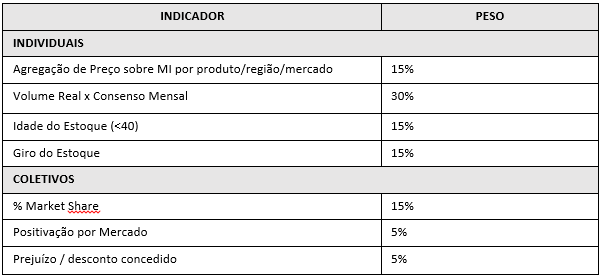 INDICADOR PESO
INDIVIDUAIS
Agregação de Preço sobre MI por produto/região/mercado 15%
Volume Real x Consenso Mensal 30%
Idade do Estoque (<40) 15%
Giro do Estoque 15%
COLETIVOS
% Market Share 15%
Positivação por Mercado 5%
Prejuízo / desconto concedido 5%